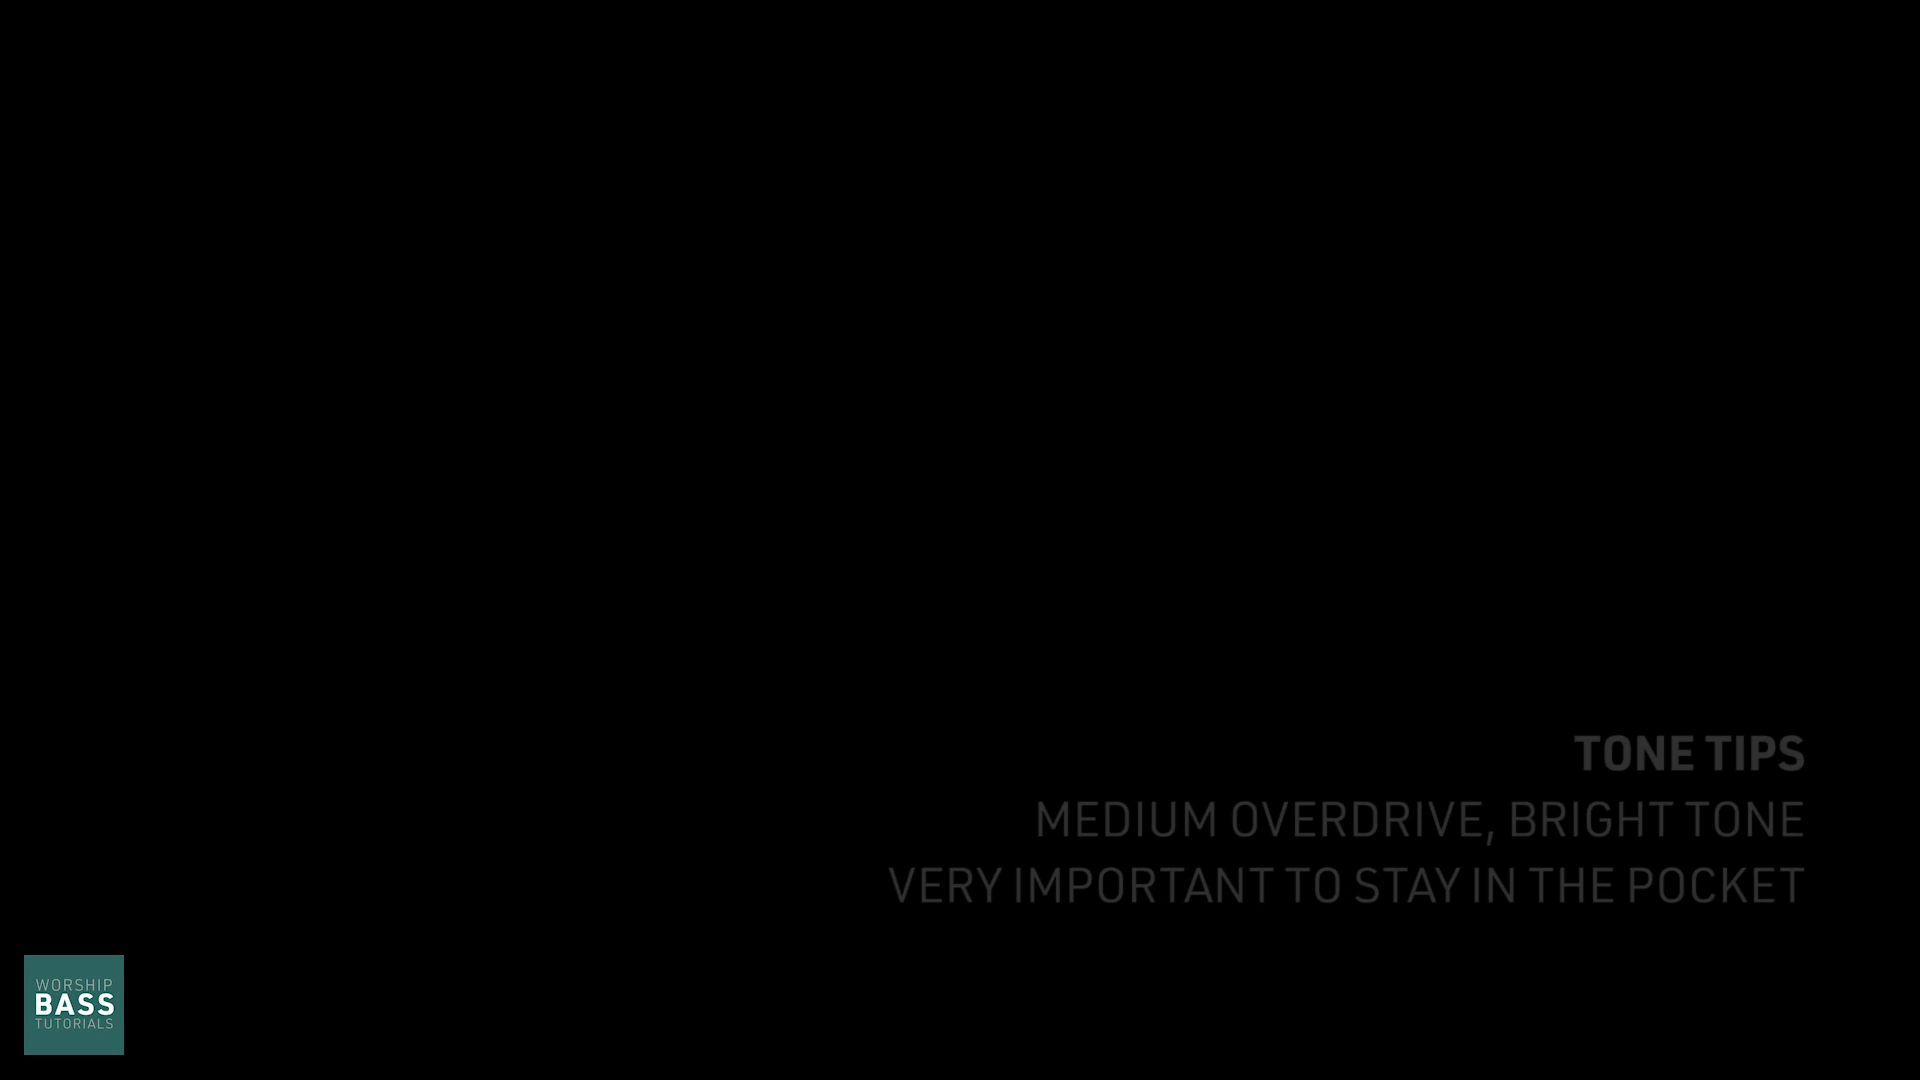 TONE TIPS
MEDIUM OVERDRIVE, BRIGHT TONE
VERY IMPORTANT TO STAY IN THE POCKET
WORSHIP
BASS
TUTORIALS